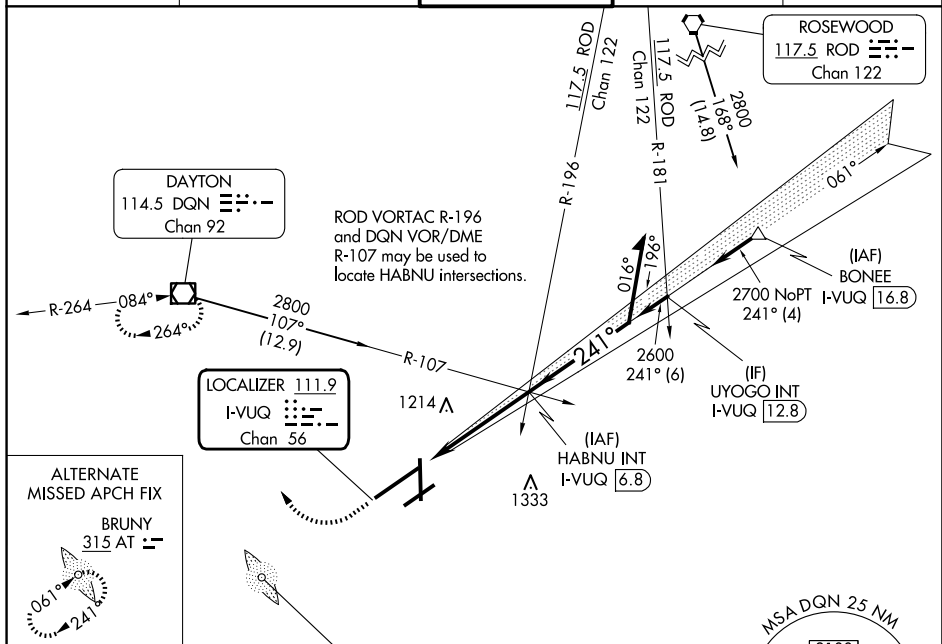 ROSEWOOD
117.5 ROD
Chan 122
117.5 ROD
Chan 122
R-196
117.5 ROD
Chan 122
R-181
2800
168°
(14.8)
061°
DAYTON
114.5 DQN
Chan 92
ROD VORTAC R-196
and DQN VOR/DME
R-107 may be used to
locate HABNU intersections.
R-264
084°
264°
2800
107°
(12.9)
R-107
016°
196°
241°
2700 NoPT
241° (4)
(IAF)
BONEE
I-VUQ 16.8
2600
241° (6)
(IF)
UYOGO INT
I-VUQ 12.8
LOCALIZER 111.9
I-VUQ
Chan 56
1214
(IAF)
HABNU INT
I-VUQ 6.8
1333
ALTERNATE
MISSED APCH FIX
BRUNY
315 AT
061°
241°
MSA DQN 25 NM